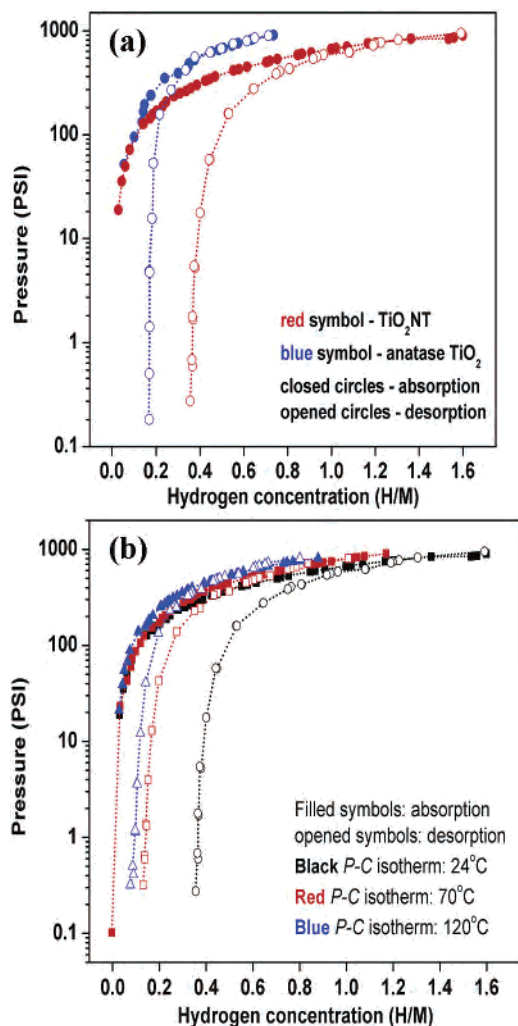 (a)
1000
100
10
1
0.1
Pressure (PSI)
red symbol - TiO₂NT
blue symbol - anatase TiO₂
closed circles - absorption
opened circles - desorption
0.0 0.2 0.4 0.6 0.8 1.0 1.2 1.4 1.6
Hydrogen concentration (H/M)
(b)
1000
100
10
1
0.1
Pressure (PSI)
Filled symbols: absorption
opened symbols: desorption
Black P-C isotherm: 24°C
Red P-C isotherm: 70°C
Blue P-C isotherm: 120°C
0.0 0.2 0.4 0.6 0.8 1.0 1.2 1.4 1.6
Hydrogen concentration (H/M)